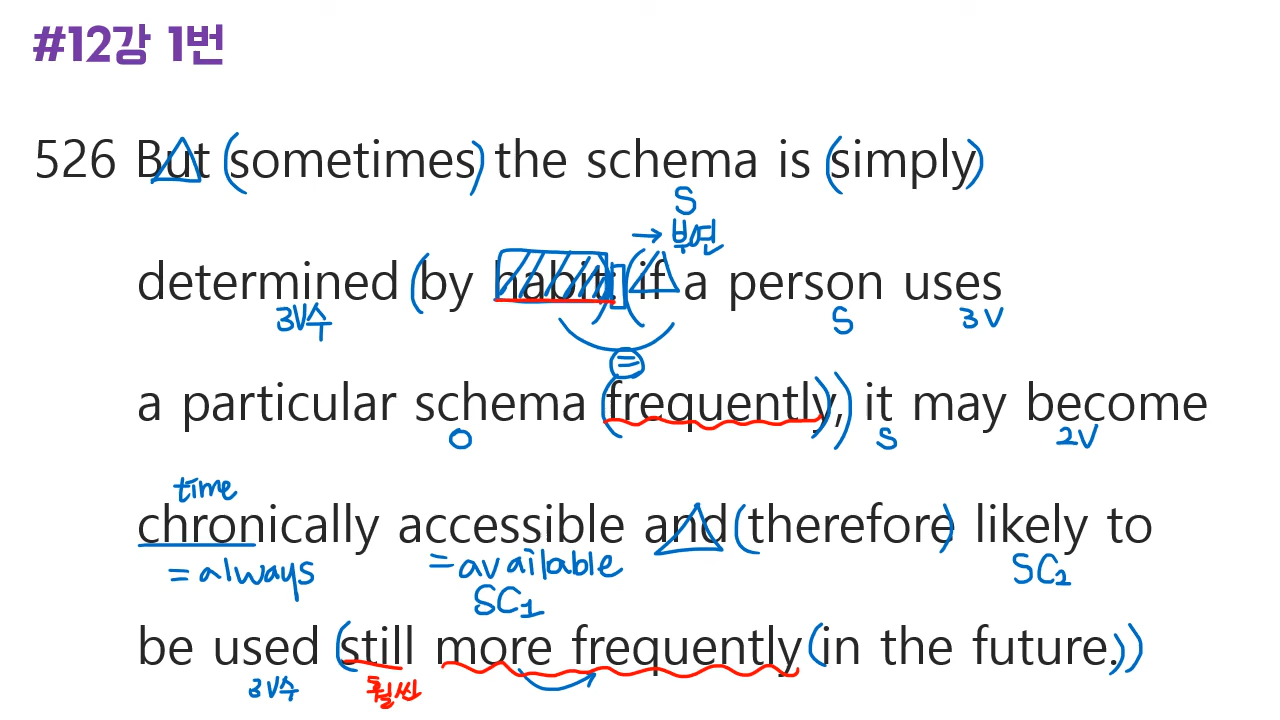 #12강 1번
526 But (sometimes) the schema is (simply)
S
→ 부연
determined (by habit: (if a person uses
3V수 S 3V
=
a particular schema (frequently)), it may become
O S 2V
time
chronically accessible and (therefore) likely to
= always = available SC2
SC1
be used (still more frequently (in the future.))
3V수 훨씬